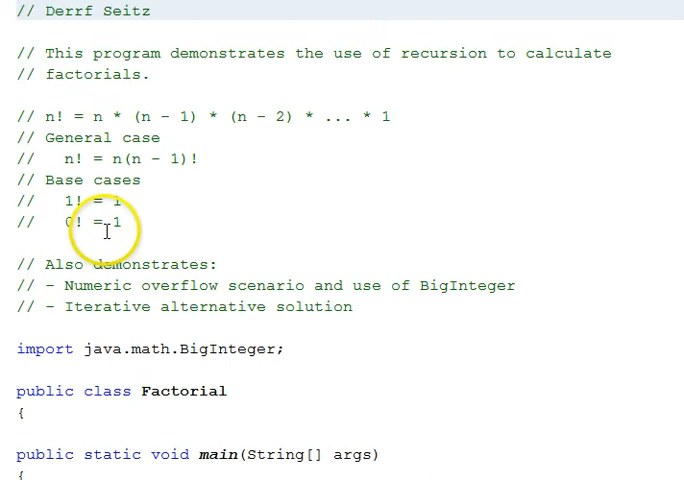 // Derrf Seitz
// This program demonstrates the use of recursion to calculate
// factorials.
// n! = n * (n - 1) * (n - 2) * ... * 1
// General case
//   n! = n(n - 1)!
// Base cases
//   1! = 1
//   0! = 1
// Also demonstrates:
// - Numeric overflow scenario and use of BigInteger
// - Iterative alternative solution
import java.math.BigInteger;
public class Factorial
{
public static void main(String[] args)
{